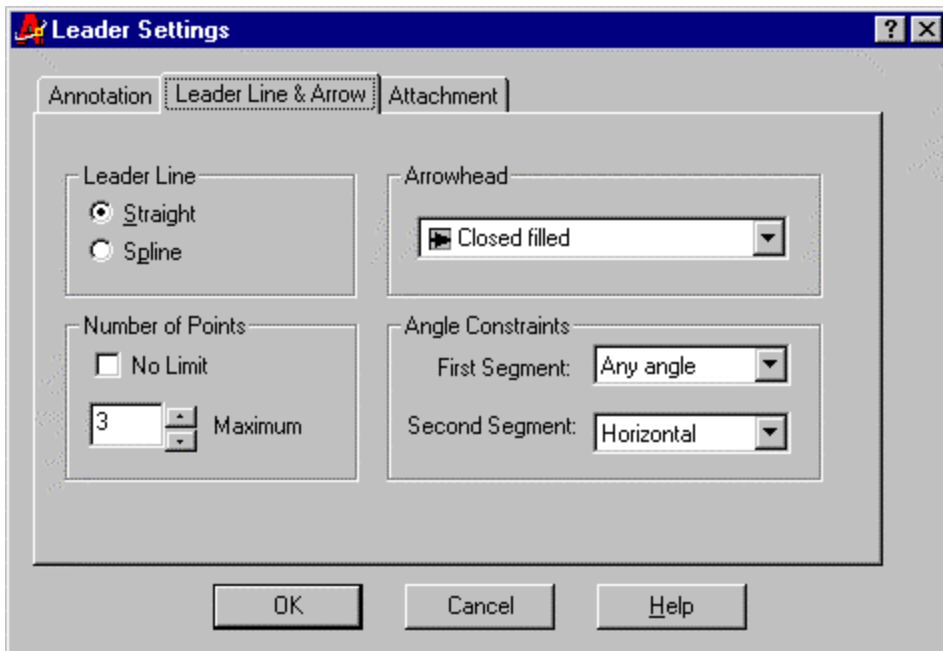 Leader Settings
Annotation
Leader Line & Arrow
Attachment
Leader Line
Straight
Spline
Arrowhead
Closed filled
Number of Points
No Limit
3
Maximum
Angle Constraints
First Segment:
Any angle
Second Segment:
Horizontal
OK
Cancel
Help